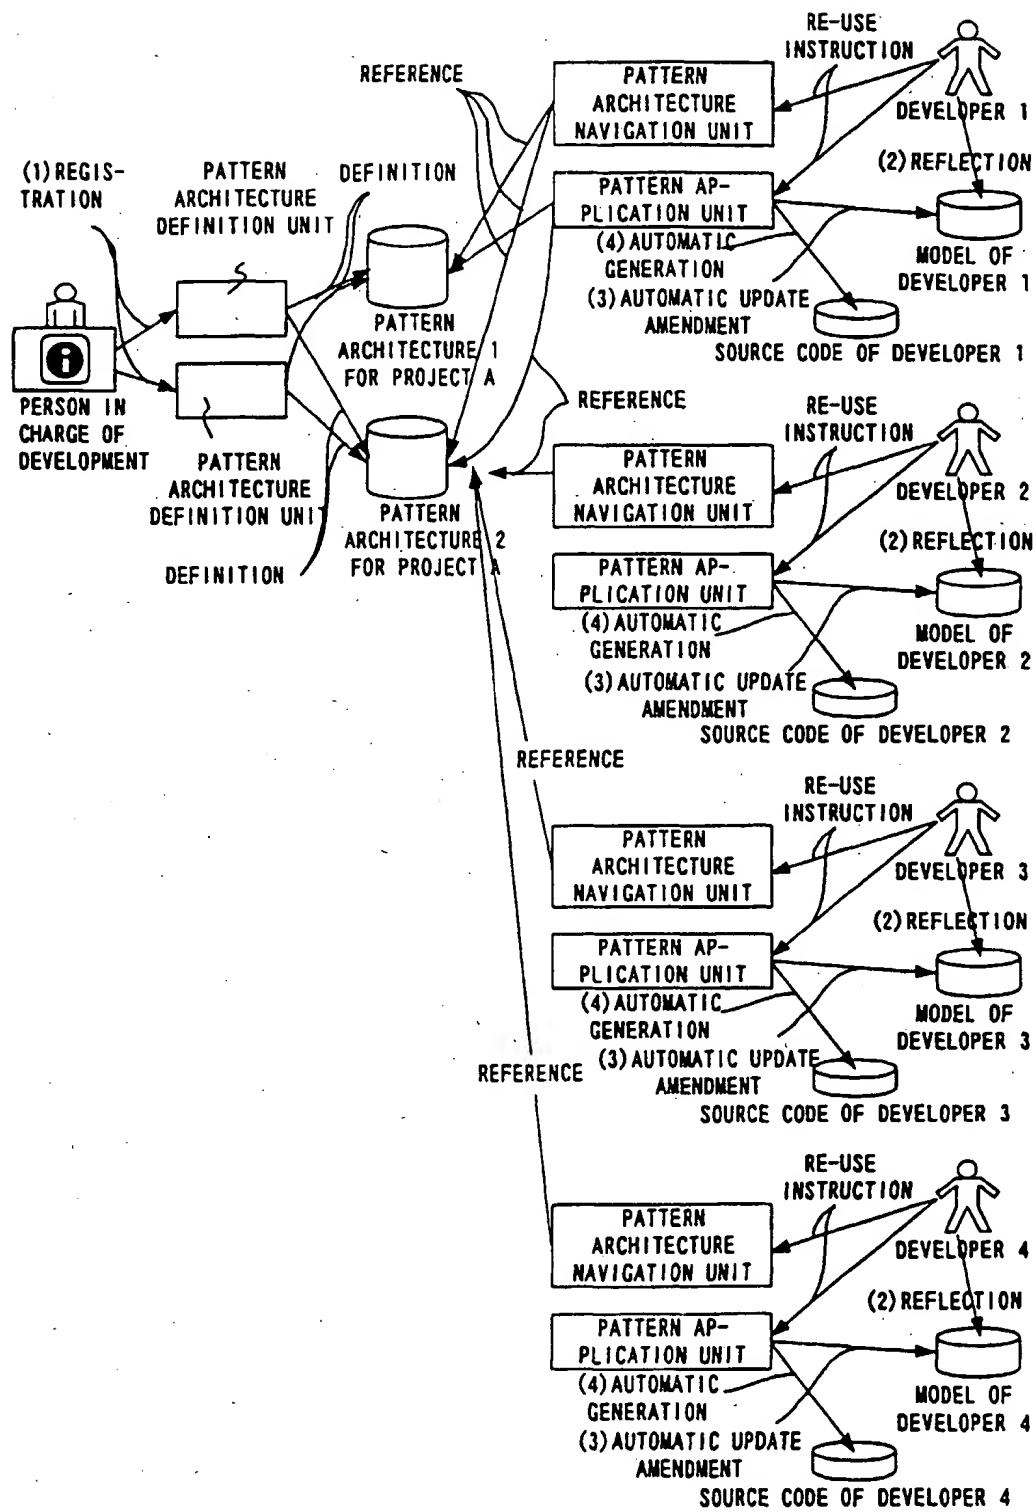 RE-USE
INSTRUCTION
REFERENCE
PATTERN
ARCHITECTURE
NAVIGATION UNIT
DEVELOPER 1
(1)REGIS-
TRATION
PATTERN
ARCHITECTURE
DEFINITION UNIT
DEFINITION
(2)REFLECTION
PATTERN AP-
PLICATION UNIT
(4)AUTOMATIC
GENERATION
(3)AUTOMATIC UPDATE
AMENDMENT
MODEL OF
DEVELOPER 1
SOURCE CODE OF DEVELOPER 1
PATTERN
ARCHITECTURE 1
FOR PROJECT A
i
PERSON IN
CHARGE OF
DEVELOPMENT
PATTERN
ARCHITECTURE
DEFINITION UNIT
DEFINITION
PATTERN
ARCHITECTURE 2
FOR PROJECT A
REFERENCE
RE-USE
INSTRUCTION
PATTERN
ARCHITECTURE
NAVIGATION UNIT
DEVELOPER 2
(2)REFLECTION
PATTERN AP-
PLICATION UNIT
(4)AUTOMATIC
GENERATION
(3)AUTOMATIC UPDATE
AMENDMENT
MODEL OF
DEVELOPER 2
SOURCE CODE OF DEVELOPER 2
REFERENCE
RE-USE
INSTRUCTION
PATTERN
ARCHITECTURE
NAVIGATION UNIT
DEVELOPER 3
(2)REFLECTION
PATTERN AP-
PLICATION UNIT
(4)AUTOMATIC
GENERATION
(3)AUTOMATIC UPDATE
AMENDMENT
MODEL OF
DEVELOPER 3
SOURCE CODE OF DEVELOPER 3
REFERENCE
RE-USE
INSTRUCTION
PATTERN
ARCHITECTURE
NAVIGATION UNIT
DEVELOPER 4
(2)REFLECTION
PATTERN AP-
PLICATION UNIT
(4)AUTOMATIC
GENERATION
(3)AUTOMATIC UPDATE
AMENDMENT
MODEL OF
DEVELOPER 4
SOURCE CODE OF DEVELOPER 4